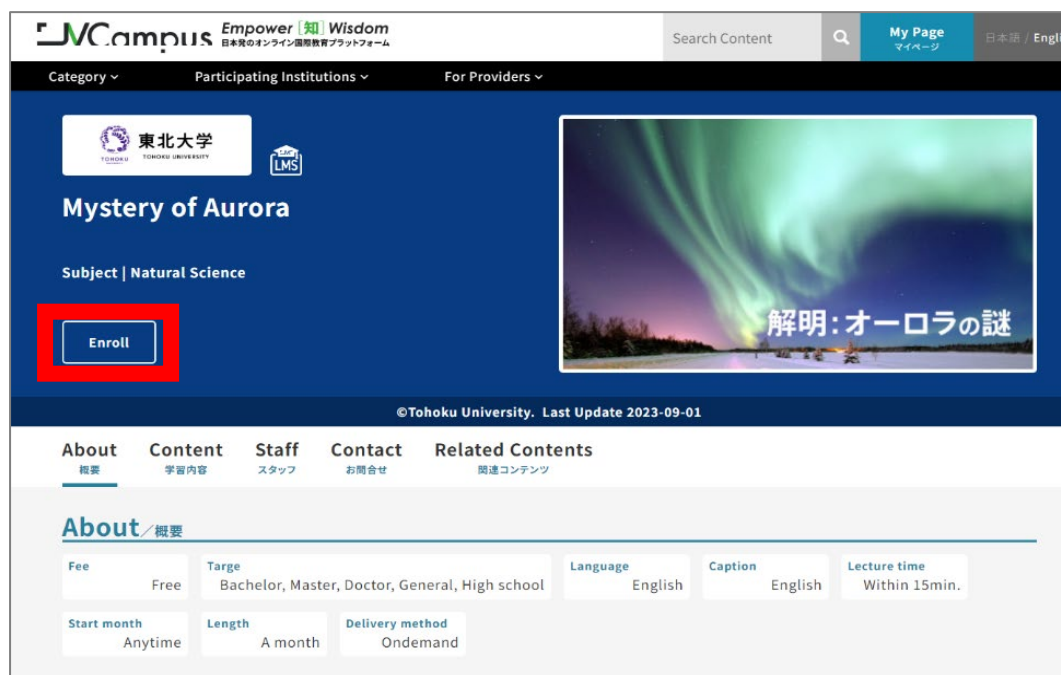 JVCampus Empower [知] Wisdom
日本発のオンライン国際教育プラットフォーム
Search Content
My Page
マイページ
日本語 / Engli
Category
Participating Institutions
For Providers
東北大学
TOHOKU UNIVERSITY
TOHOKU
LMS
Mystery of Aurora
Subject | Natural Science
Enroll
解明:オーロラの謎
©Tohoku University. Last Update 2023-09-01
About Content Staff Contact Related Contents
概要 学習内容 スタッフ お問合せ 関連コンテンツ
About/概要
Fee Targe Language Caption Lecture time
Free Bachelor, Master, Doctor, General, High school English English Within 15min.
Start month Length Delivery method
Anytime A month Ondemand